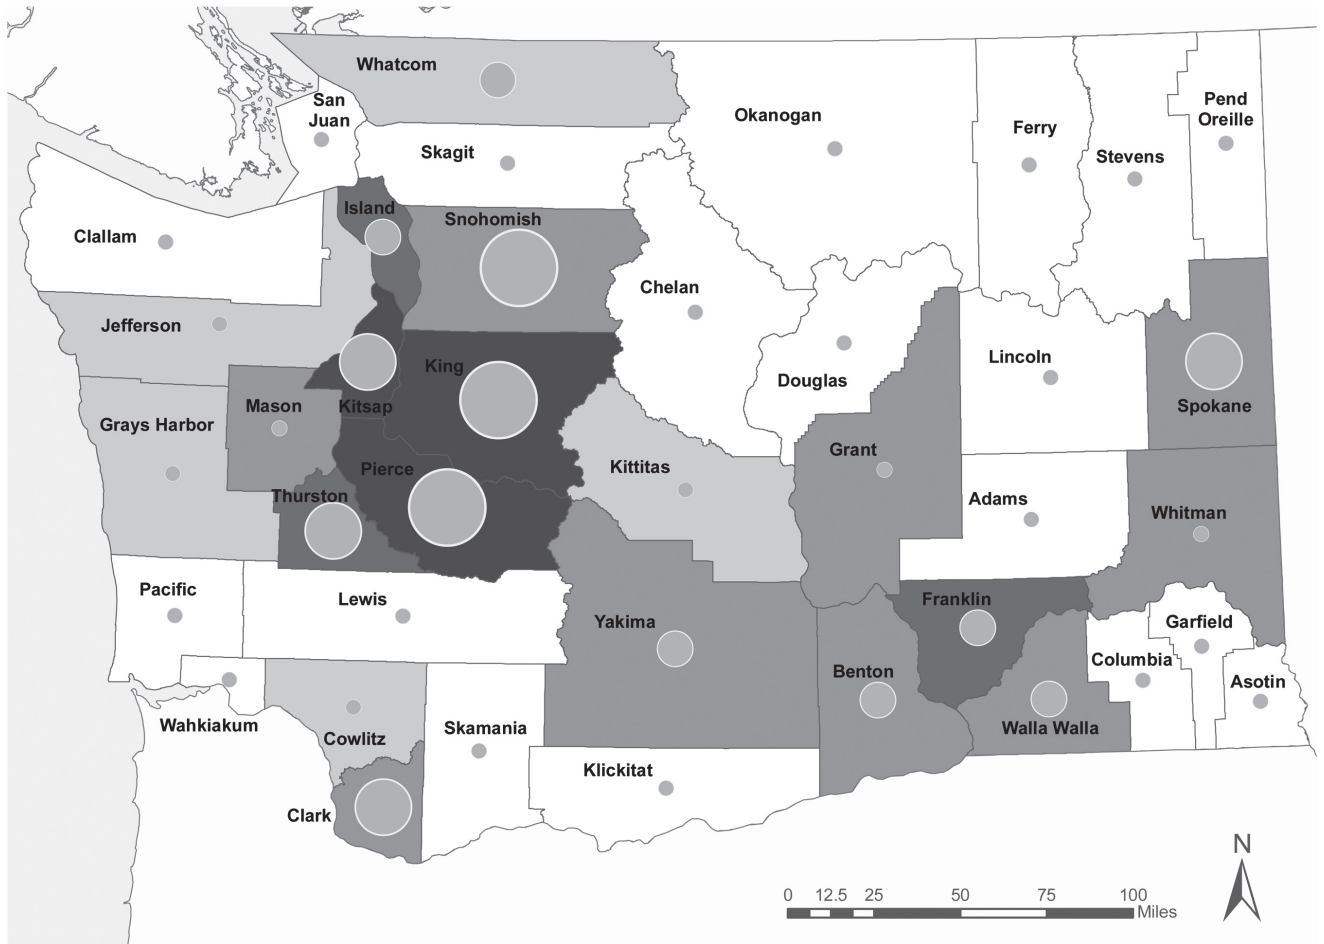 Whatcom
San
Juan
Skagit
Okanogan
Ferry
Stevens
Pend
Oreille
Island
Snohomish
Clallam
Chelan
Jefferson
King
Lincoln
Douglas
Kitsap
Mason
Spokane
Grays Harbor
Grant
Kittitas
Pierce
Thurston
Adams
Whitman
Pacific
Lewis
Franklin
Yakima
Garfield
Columbia
Benton
Asotin
Wahkiakum
Skamania
Walla Walla
Cowlitz
Klickitat
Clark
N
0 12.5 25 50 75 100
Miles